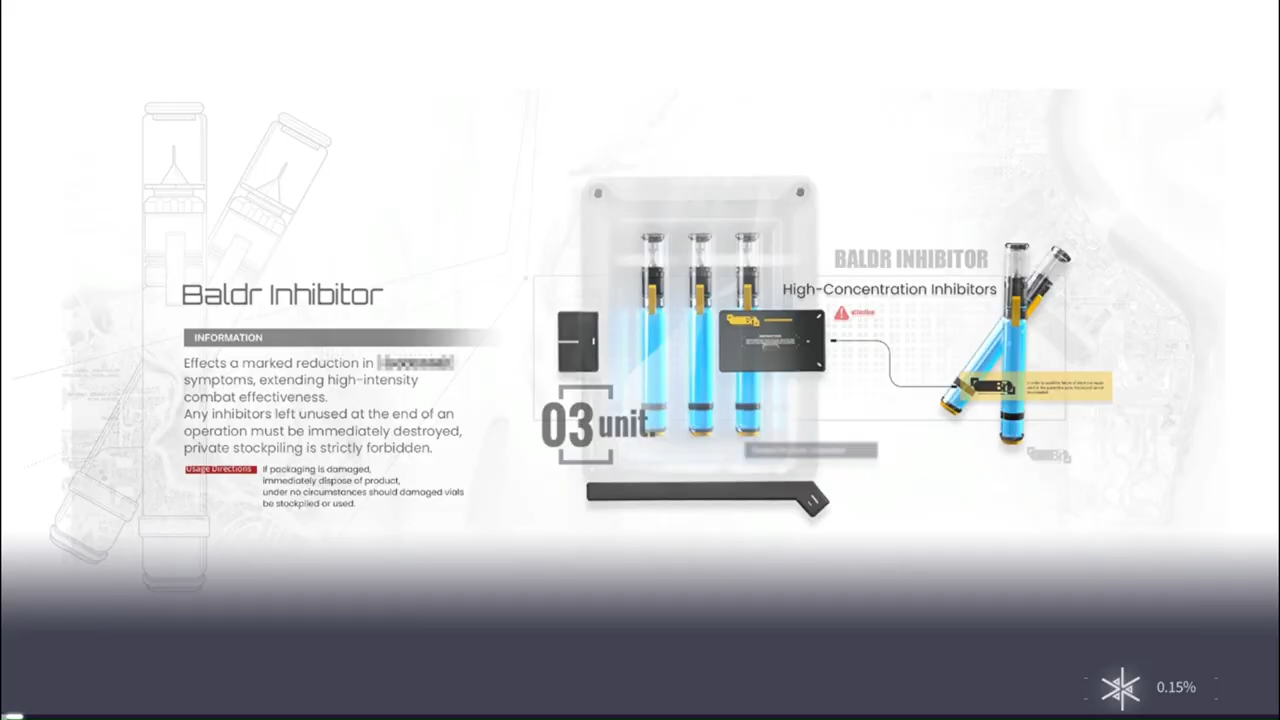 Baldr Inhibitor
INFORMATION
Effects a marked reduction in
symptoms, extending high-intensity
combat effectiveness.
Any inhibitors left unused at the end of an
operation must be immediately destroyed,
private stockpiling is strictly forbidden.
Usage Directions
If packaging is damaged,
immediately dispose of product,
under no circumstances should damaged vials
be stockpiled or used.
03 unit.
BALDR INHIBITOR
High-Concentration Inhibitors
attention
0.15%